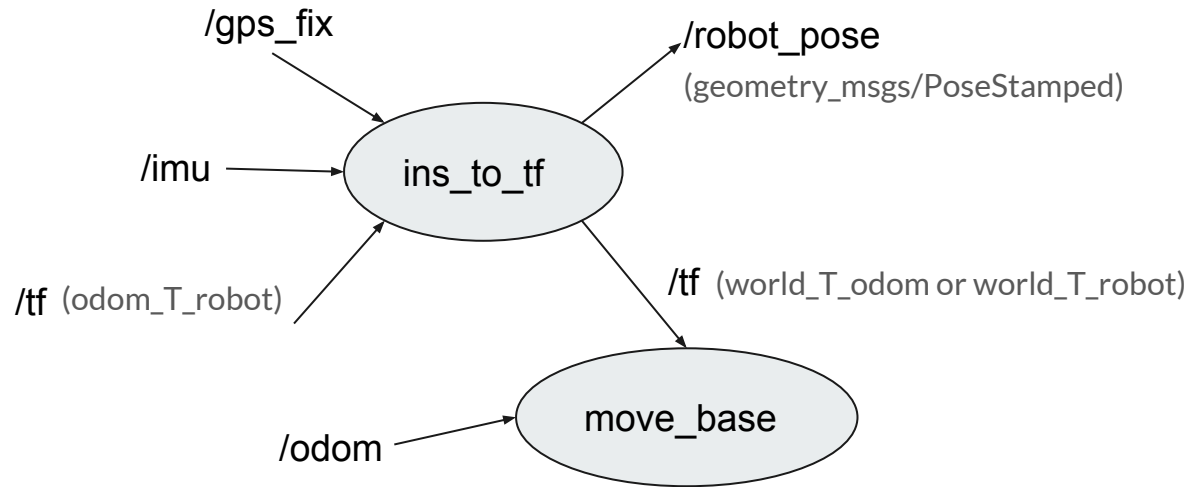 /gps_fix
/robot_pose
(geometry_msgs/PoseStamped)
/imu
ins_to_tf
/tf (odom_T_robot)
/tf (world_T_odom or world_T_robot)
move_base
/odom